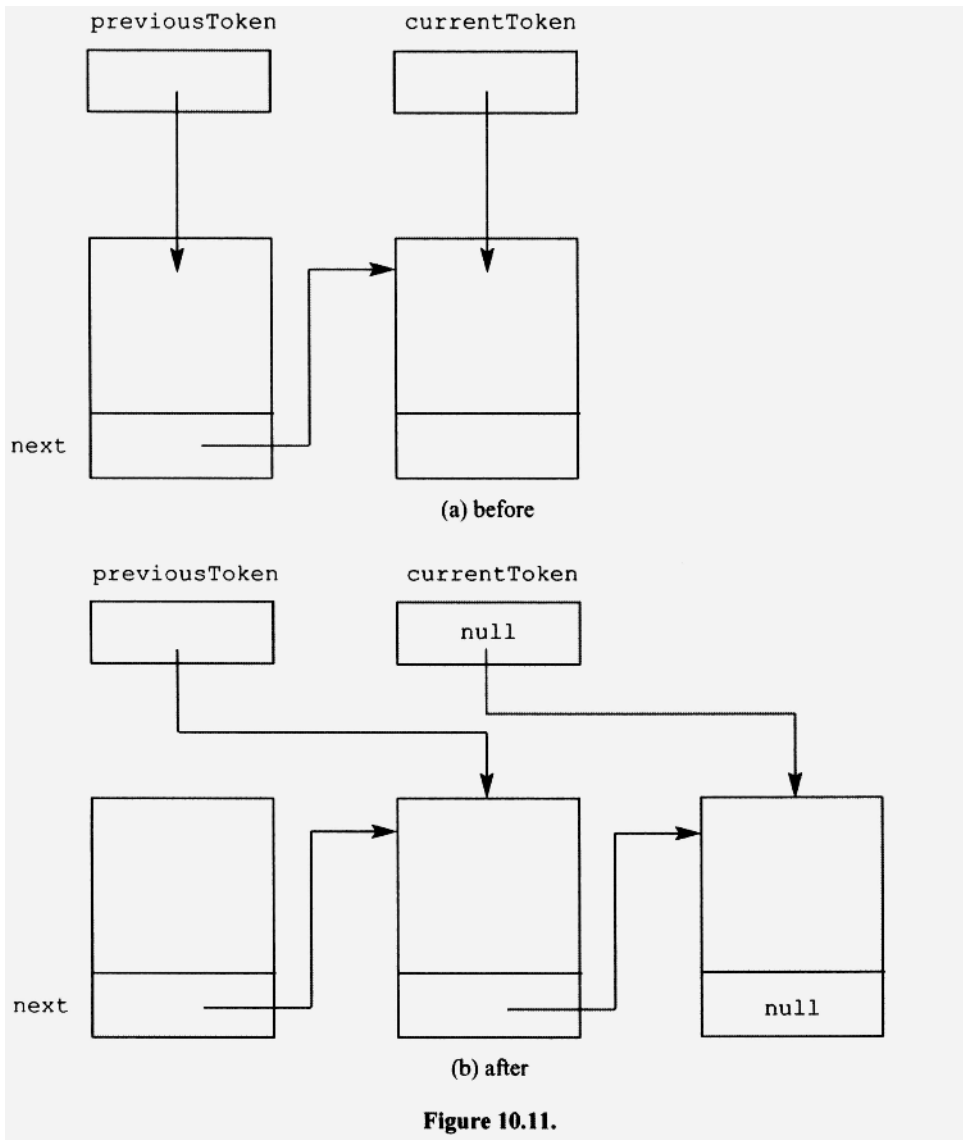 previousToken currentToken
next
(a) before
previousToken currentToken
null
next
null
(b) after
Figure 10.11.